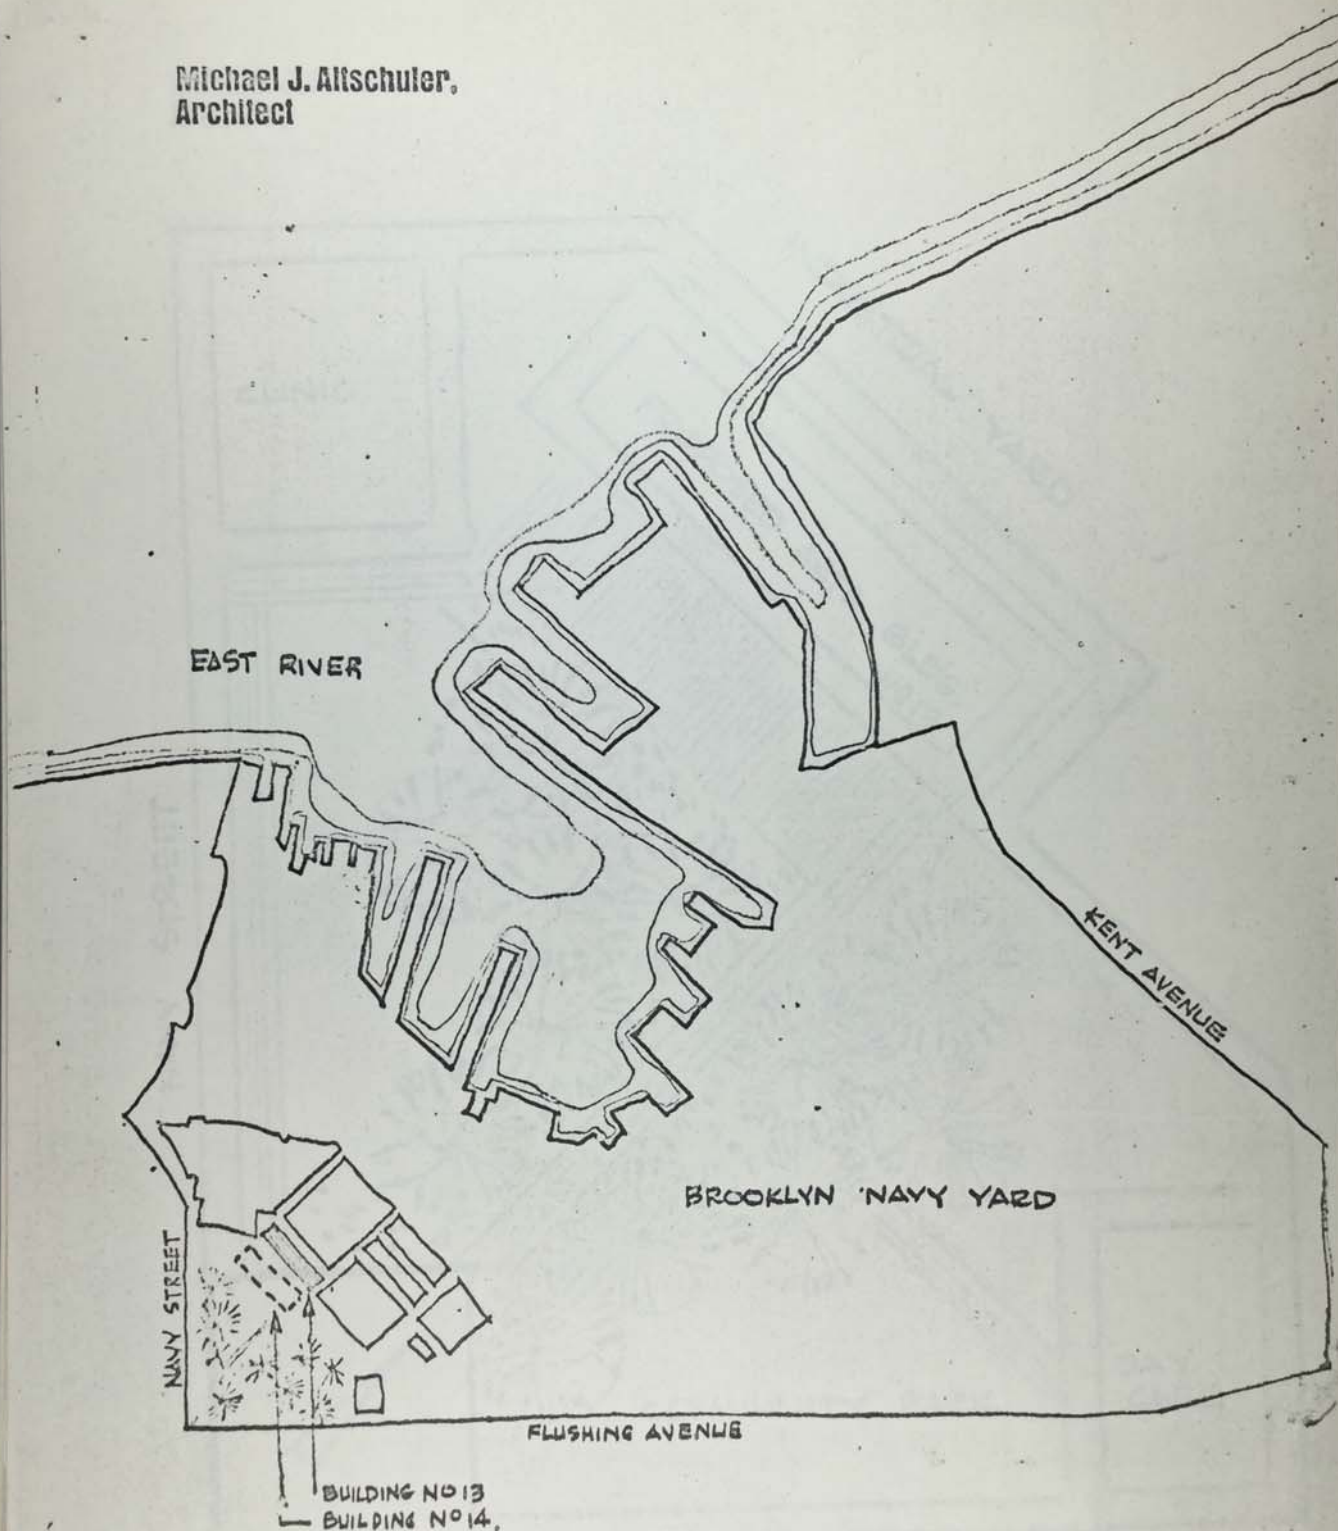 Michael J. Altschuler,
Architect
EAST RIVER
KENT AVENUE
BROOKLYN NAVY YARD
NAVY STREET
FLUSHING AVENUE
BUILDING NO 13
BUILDING NO 14.